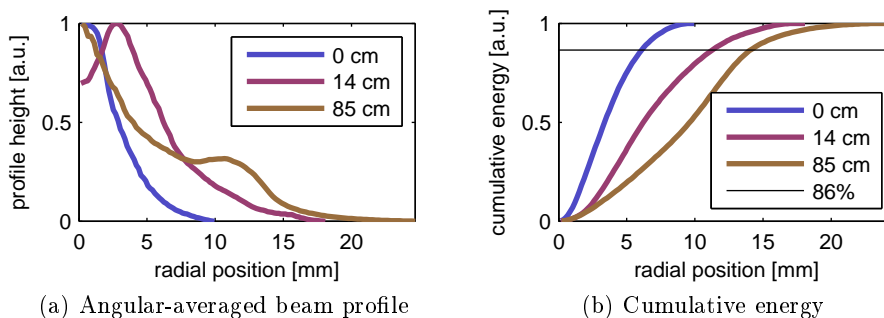 1
0.5
0
profile height [a.u.]
0 cm
14 cm
85 cm
0 5 10 15 20
radial position [mm]
(a) Angular-averaged beam profile
1
0.5
0
cumulative energy [a.u.]
0 cm
14 cm
85 cm
86%
0 5 10 15 20
radial position [mm]
(b) Cumulative energy